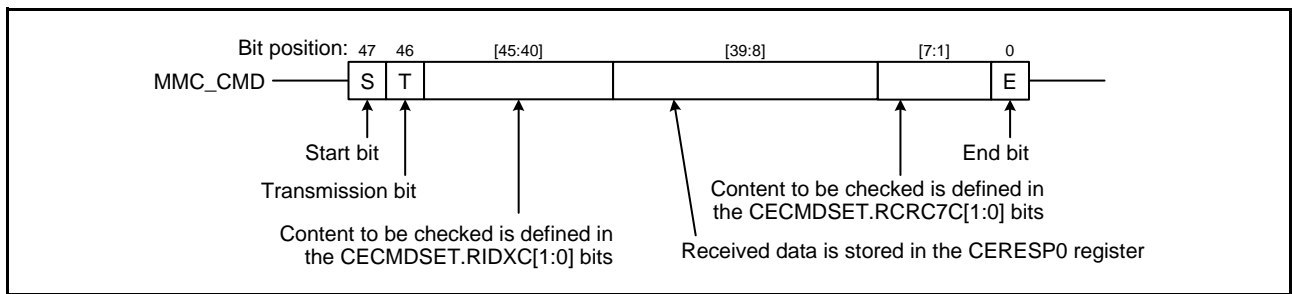 Bit position: 47 46 [45:40] [39:8] [7:1] 0
MMC_CMD S T E
Start bit
End bit
Transmission bit
Content to be checked is defined in
the CECMDSET.RCRC7C[1:0] bits
Content to be checked is defined in
the CECMDSET.RIDXC[1:0] bits
Received data is stored in the CERESP0 register